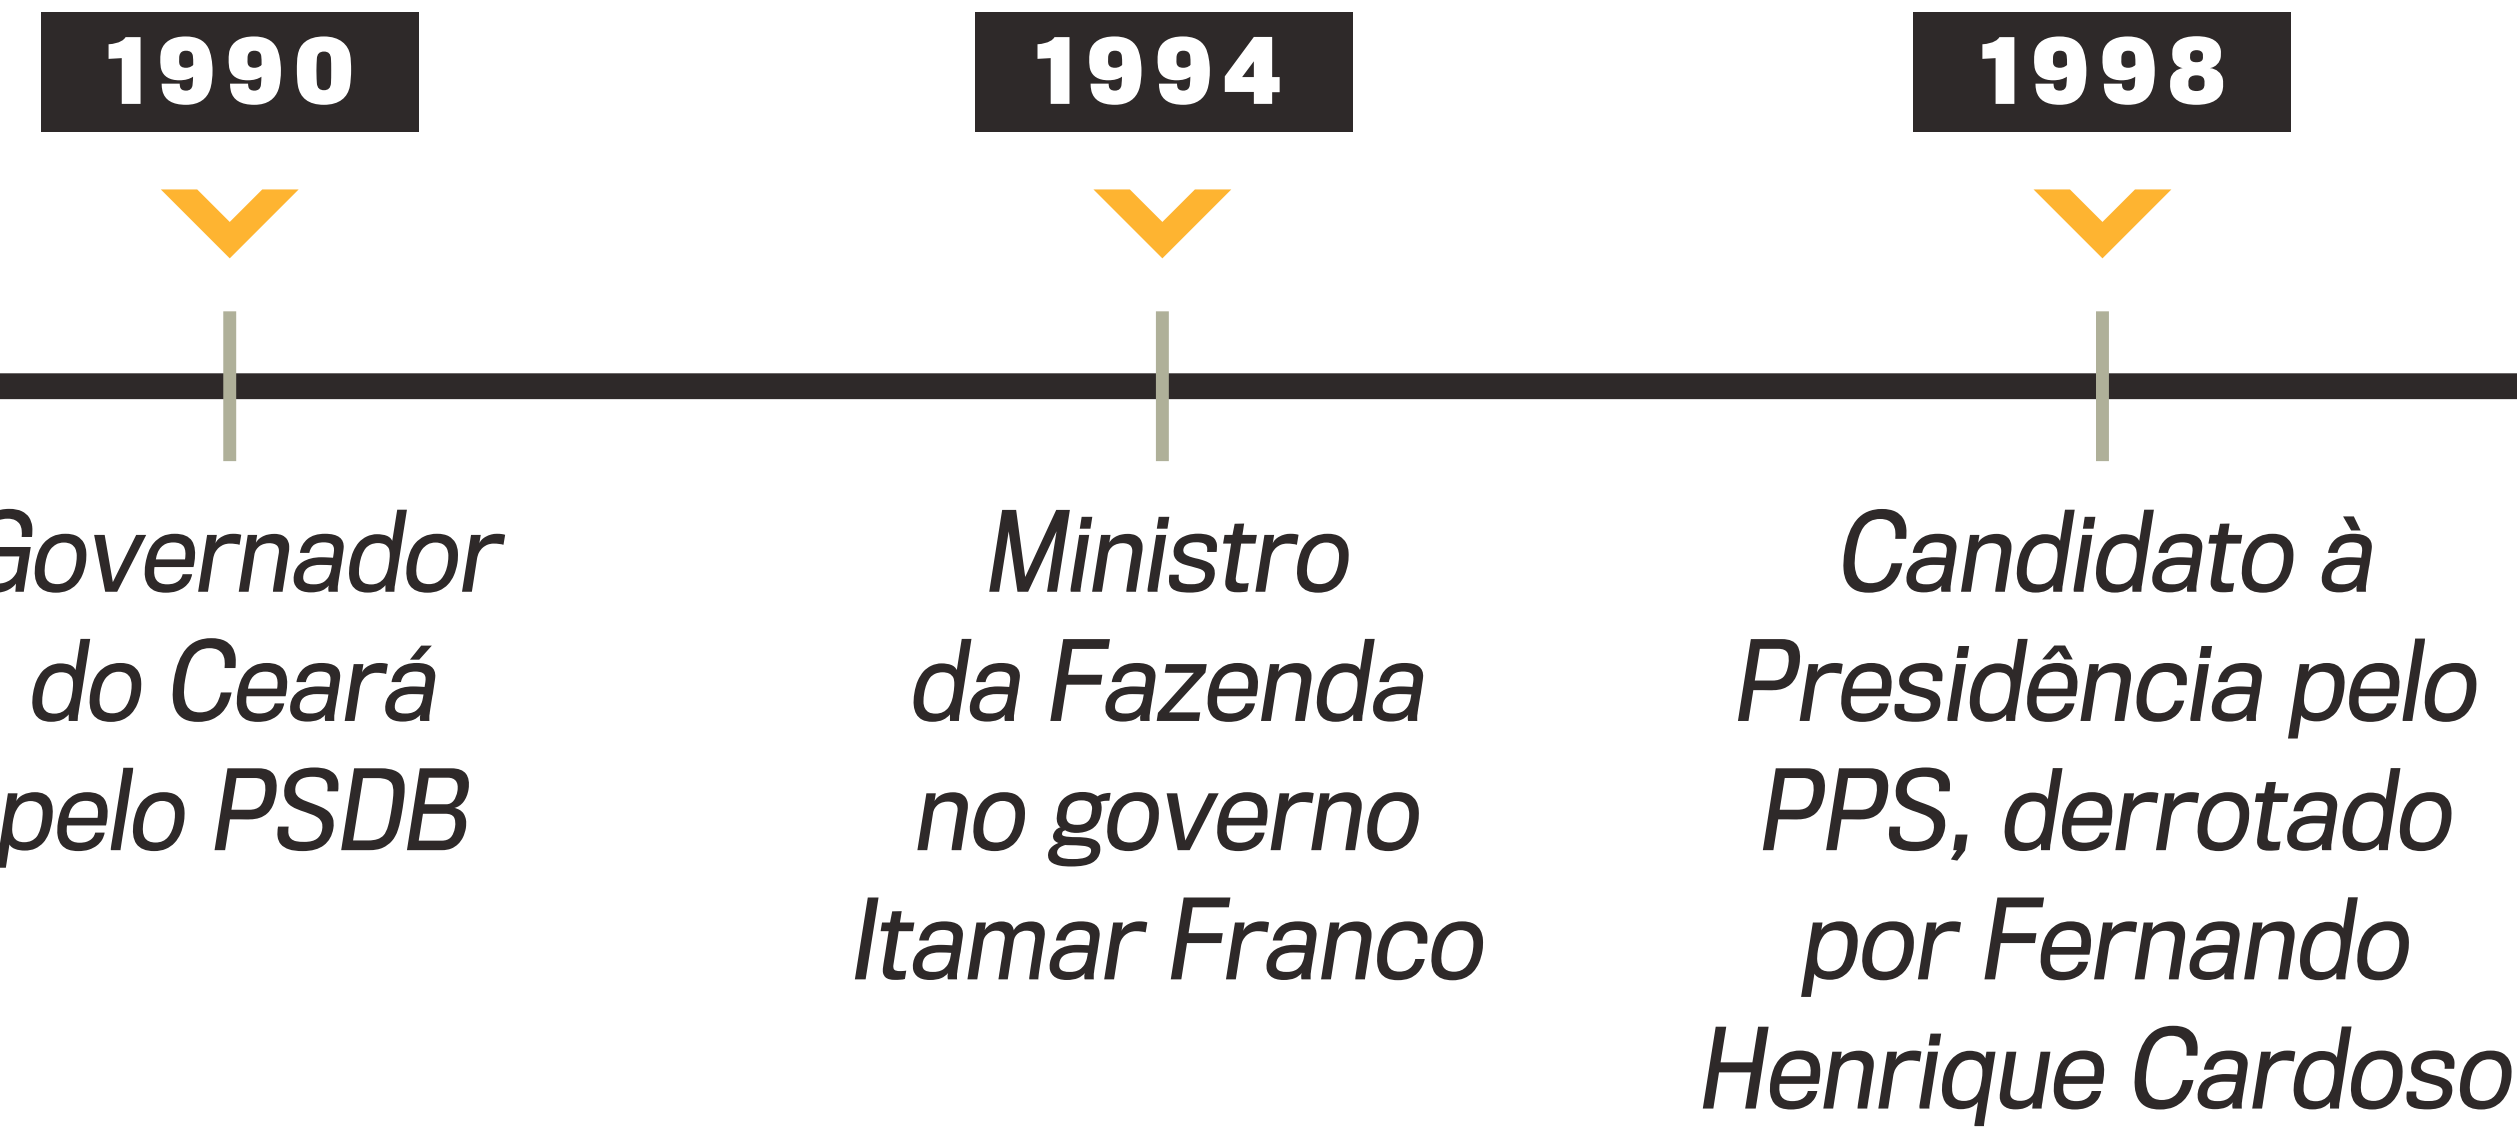 1990
Governador
do Ceará
pelo PSDB
1994
Ministro
da Fazenda
no governo
Itamar Franco
1998
Candidato à
Presidência pelo
PPS, derrotado
por Fernando
Henrique Cardoso